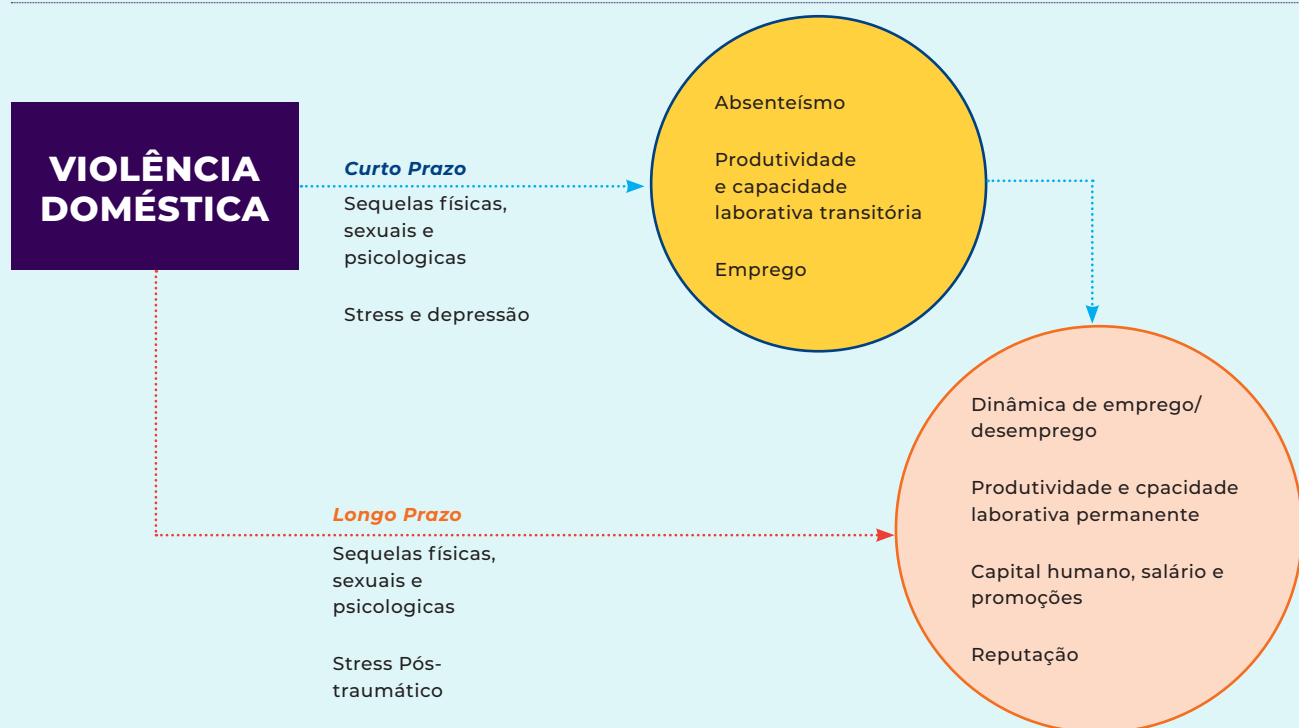 VIOLÊNCIA
DOMÉSTICA
Curto Prazo
Sequelas físicas,
sexuais e
psicologicas
Stress e depressão
Absenteísmo
Produtividade
e capacidade
laborativa transitória
Emprego
Longo Prazo
Sequelas físicas,
sexuais e
psicologicas
Stress Pós-
traumático
Dinâmica de emprego/
desemprego
Produtividade e cpacidade
laborativa permanente
Capital humano, salário e
promoções
Reputação